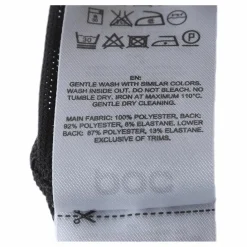 EN:
GENTLE WASH WITH SIMILAR COLORS.
WASH INSIDE OUT. DO NOT BLEACH. NO
TUMBLE DRY. IRON AT MAXIMUM 110°C.
GENTLE DRY CLEANING.
MAIN FABRIC: 100% POLYESTER. BACK:
92% POLYESTER, 8% ELASTANE. LOWER
BACK: 87% POLYESTER, 13% ELASTANE.
EXCLUSIVE OF TRIMS.